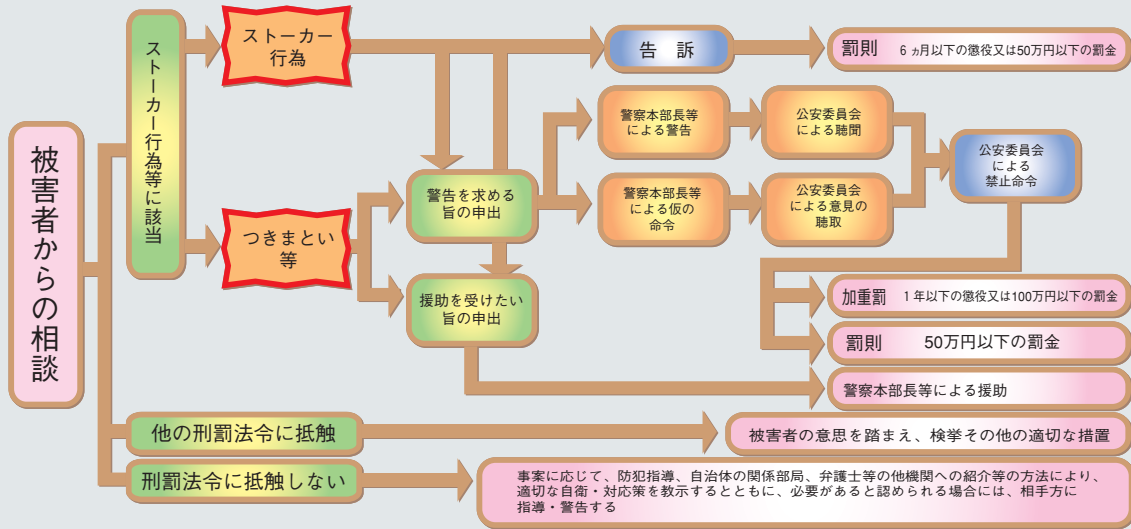 被害者からの相談
ストーカー行為等に該当
ストーカー
行為
つきまとい
等
告 訴
罰則 6ヵ月以下の懲役又は50万円以下の罰金
警告を求める
旨の申出
援助を受けたい
旨の申出
警察本部長等
による警告
公安委員会
による聴聞
警察本部長等
による仮の
命令
公安委員会
による意見の
聴取
公安委員会
による
禁止命令
加重罰 1年以下の懲役又は100万円以下の罰金
罰則 50万円以下の罰金
警察本部長等による援助
他の刑罰法令に抵触
被害者の意思を踏まえ、検挙その他の適切な措置
刑罰法令に抵触しない
事案に応じて、防犯指導、自治体の関係部局、弁護士等の他機関への紹介等の方法により、
適切な自衛・対応策を教示するとともに、必要があると認められる場合には、相手方に
指導・警告する